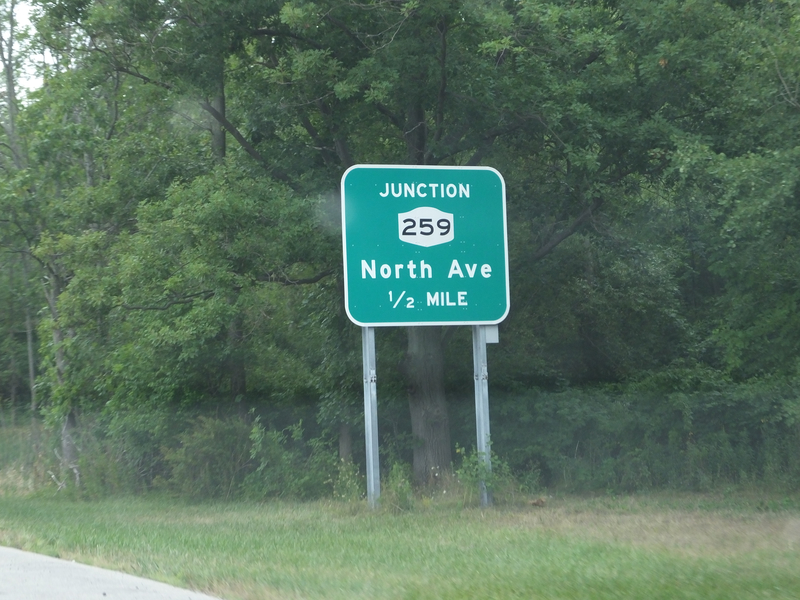 JUNCTION
259
North Ave
1/2 MILE